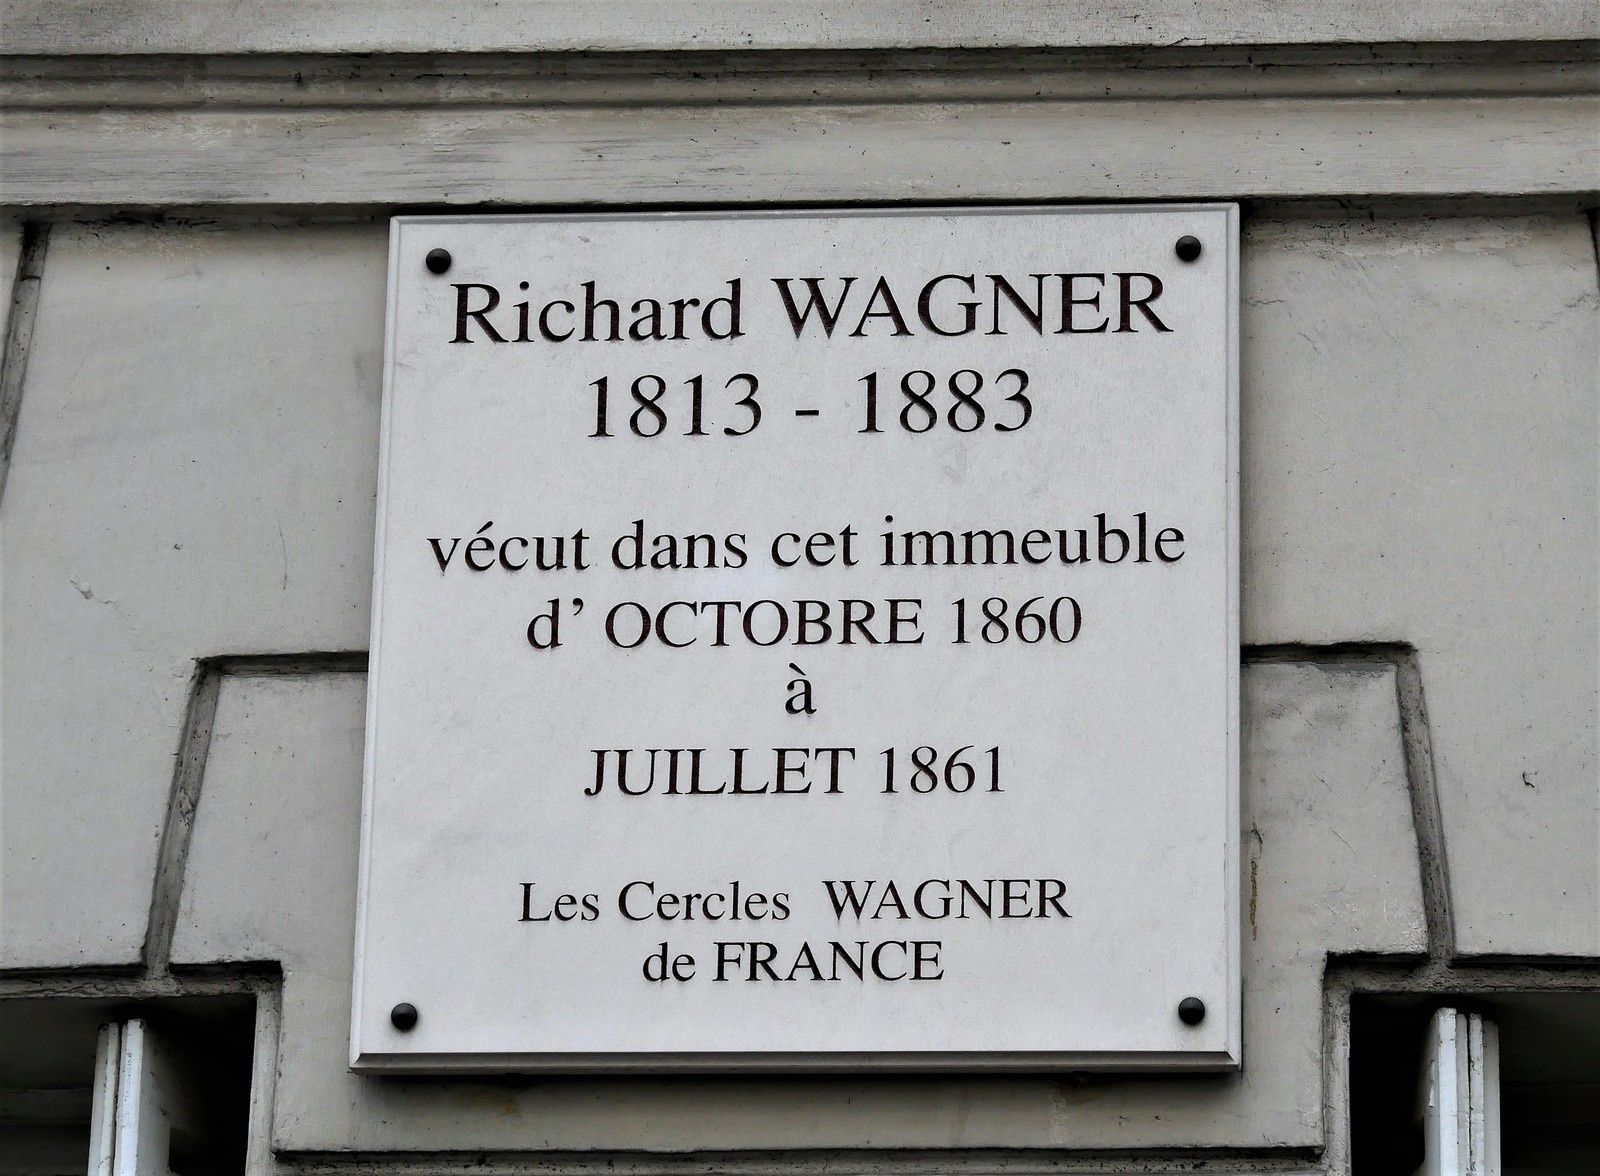 Richard WAGNER
1813 - 1883
vécut dans cet immeuble
d' OCTOBRE 1860
à
JUILLET 1861
Les Cercles WAGNER
de FRANCE